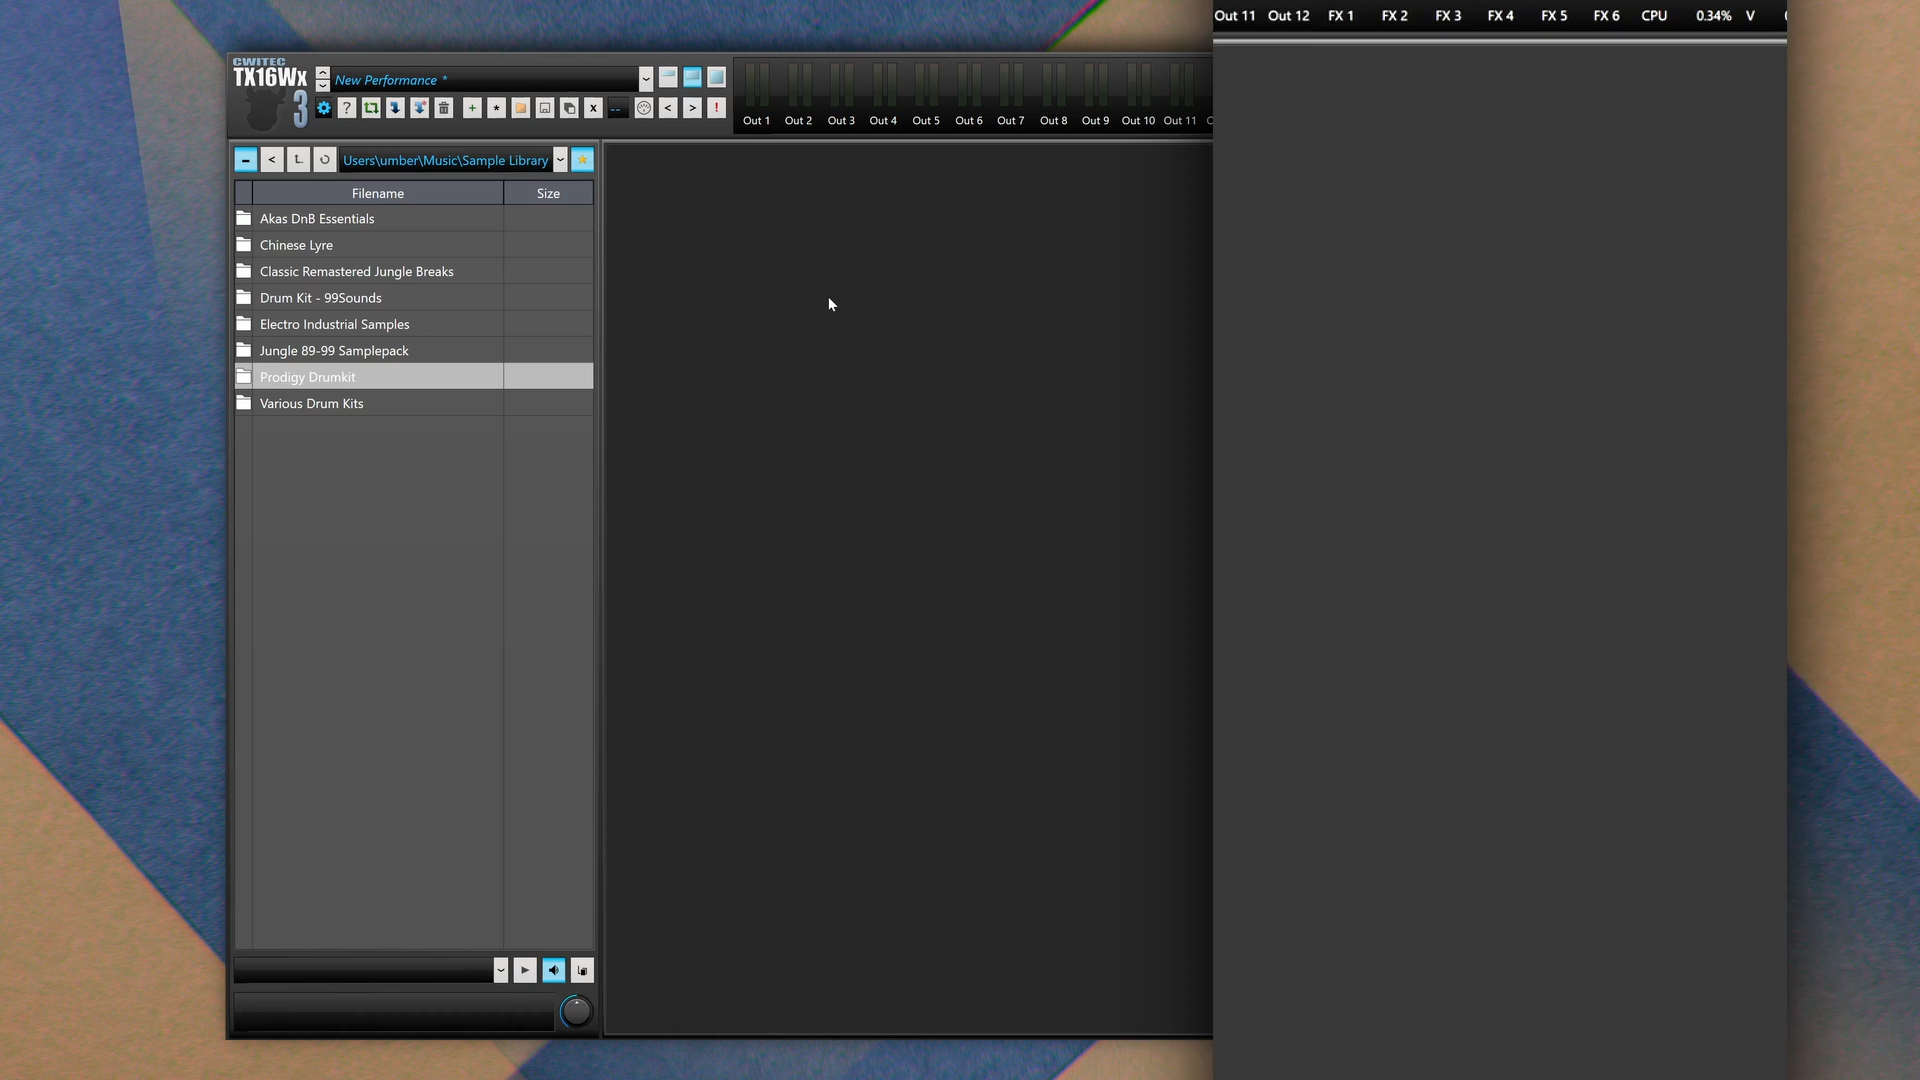 CWITEC
TX16Wx
3
New Performance *
Out 1 Out 2 Out 3 Out 4 Out 5 Out 6 Out 7 Out 8 Out 9 Out 10 Out 11
Out 11 Out 12 FX 1 FX 2 FX 3 FX 4 FX 5 FX 6 CPU 0.34% V
Users\umber\Music\Sample Library
Filename Size
Akas DnB Essentials
Chinese Lyre
Classic Remastered Jungle Breaks
Drum Kit - 99Sounds
Electro Industrial Samples
Jungle 89-99 Samplepack
Prodigy Drumkit
Various Drum Kits